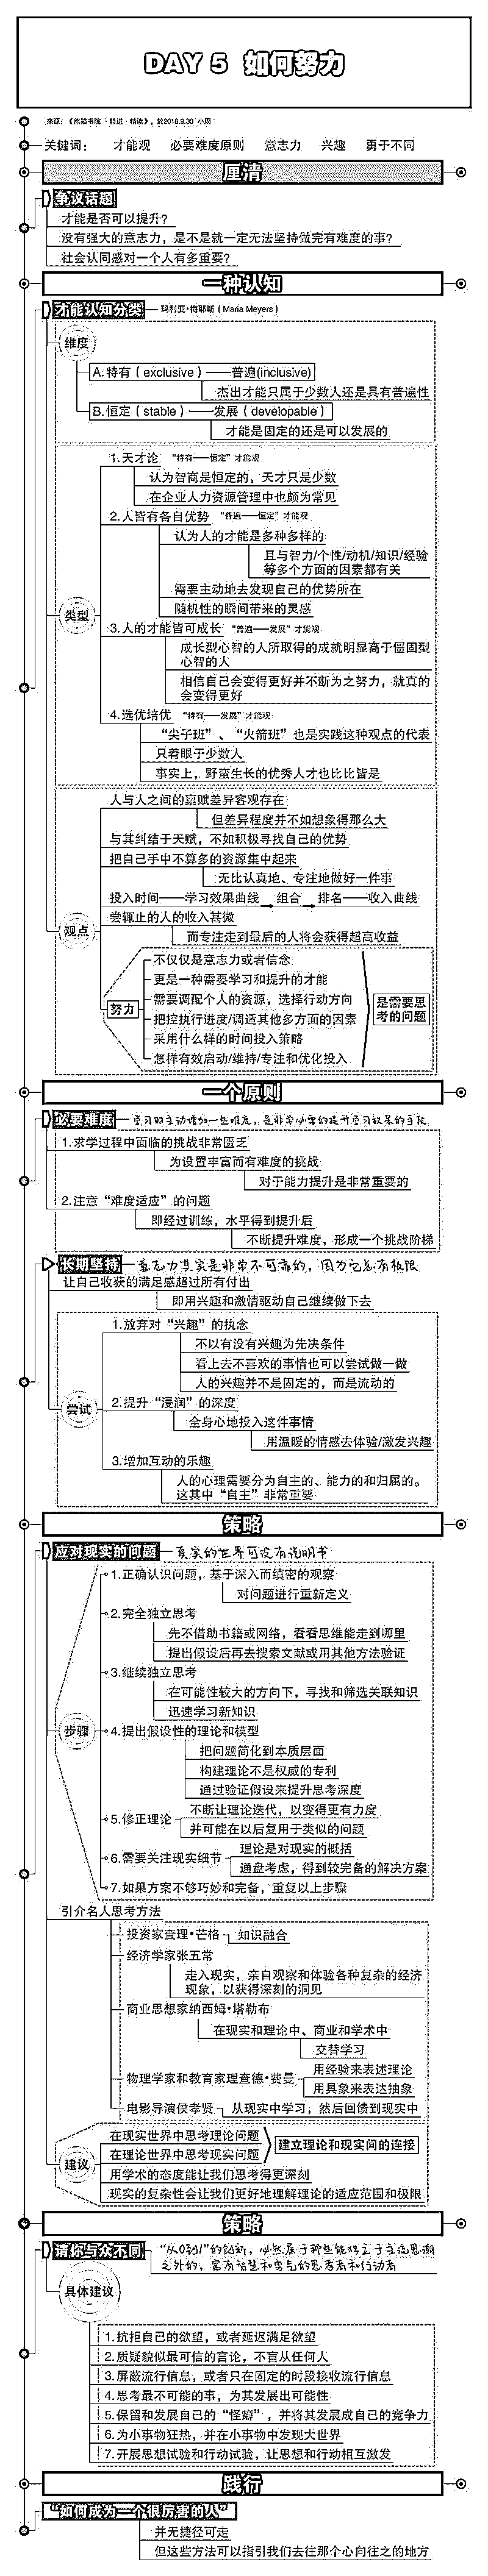 DAY 5 如何努力
关键词： 才能观 必要难度原则 意志力 兴趣 勇于不同
厘清
争议话题
才能是否可以提升?
没有强大的意志力，是不是就一定无法坚持做完有难度的事?
社会认同感对一个人有多重要?
一种认知
才能认知分类 玛利亚·梅耶斯（Maria Meyers）
维度
A.特有（exclusive）——普遍(inclusive)
杰出才能只属于少数人还是具有普遍性
B.恒定（stable）——发展（developable）
才能是固定的还是可以发展的
类型
1.天才论 “特有——恒定”才能观
认为智商是恒定的，天才只是少数
在企业人力资源管理中也颇为常见
2.人皆有各自优势 “普遍——恒定”才能观
认为人的才能是多种多样的
且与智力/个性/动机/知识/经验
等多个方面的因素都有关
需要主动地去发现自己的优势所在
随机性的瞬间带来的灵感
3.人的才能皆可成长 “普遍——发展”才能观
成长型心智的人所取得的成就明显高于僵固型
心智的人
相信自己会变得更好并不断为之努力，就真的
会变得更好
4.选优培优 “特有——发展”才能观
“尖子班”、“火箭班”也是实践这种观点的代表
只着眼于少数人
事实上，野蛮生长的优秀人才也比比皆是
观点
人与人之间的禀赋差异客观存在
但差异程度并不如想象得那么大
与其纠结于天赋，不如积极寻找自己的优势
把自己手中不算多的资源集中起来
无比认真地、专注地做好一件事
投入时间——学习效果曲线 → 组合 → 排名——收入曲线
尝辄止的人的收入甚微
而专注走到最后的人将会获得超高收益
努力
不仅仅是意志力或者信念
更是一种需要学习和提升的才能
需要调配个人的资源，选择行动方向
把控执行进度/调适其他多方面的因素
采用什么样的时间投入策略
怎样有效启动/维持/专注和优化投入
是需要思
考的问题
一个原则
必要难度 学习时主动增加一些难度，是非常必要的提升学习效果的手段
1.求学过程中面临的挑战非常匮乏
为设置丰富而有难度的挑战
对于能力提升是非常重要的
2.注意“难度适应”的问题
即经过训练，水平得到提升后
不断提升难度，形成一个挑战阶梯
长期坚持 意志力其实是非常不可靠的，因为它总有极限
让自己收获的满足感超过所有付出
即用兴趣和激情驱动自己继续做下去
尝试
1.放弃对“兴趣”的执念
不以有没有兴趣为先决条件
看上去不喜欢的事情也可以尝试做一做
人的兴趣并不是固定的，而是流动的
2.提升“浸润”的深度
全身心地投入这件事情
用温暖的情感去体验/激发兴趣
3.增加互动的乐趣
人的心理需要分为自主的、能力的和归属的。
这其中“自主”非常重要
策略
应对现实的问题 真实的世界可没有说明书
步骤
1.正确认识问题，基于深入而缜密的观察
对问题进行重新定义
2.完全独立思考
先不借助书籍或网络，看看思维能走到哪里
提出假设后再去搜索文献或用其他方法验证
3.继续独立思考
在可能性较大的方向下，寻找和筛选关联知识
迅速学习新知识
4.提出假设性的理论和模型
把问题简化到本质层面
构建理论不是权威的专利
通过验证假设来提升思考深度
5.修正理论
不断让理论迭代，以变得更有力度
并可能在以后复用于类似的问题
6.需要关注现实细节
理论是对现实的概括
通盘考虑，得到较完备的解决方案
7.如果方案不够巧妙和完备，重复以上步骤
引介名人思考方法
投资家查理·芒格 知识融合
经济学家张五常
走入现实，亲自观察和体验各种复杂的经济
现象，以获得深刻的洞见
商业思想家纳西姆·塔勒布
在现实和理论中、商业和学术中
交替学习
物理学家和教育家理查德·费曼
用经验来表述理论
用具象来表达抽象
电影导演侯孝贤 从现实中学习，然后回馈到现实中
建议
在现实世界中思考理论问题
在理论世界中思考现实问题
建立理论和现实间的连接
用学术的态度能让我们思考得更深刻
现实的复杂性会让我们更好地理解理论的适应范围和极限
策略
请你与众不同 “从0到1”的创新，必然属于那些能独立于主流思潮
之外的，富有智慧和勇气的思考者和行动者
具体建议
1.抗拒自己的欲望，或者延迟满足欲望
2.质疑貌似最可信的言论，不盲从任何人
3.屏蔽流行信息，或者只在固定的时段接收流行信息
4.思考最不可能的事，为其发展出可能性
5.保留和发展自己的“怪癖”，并将其发展成自己的竞争力
6.为小事物狂热，并在小事物中发现大世界
7.开展思想试验和行动试验，让思想和行动相互激发
践行
“如何成为一个很厉害的人”
并无捷径可走
但这些方法可以指引我们去往那个心向往之的地方